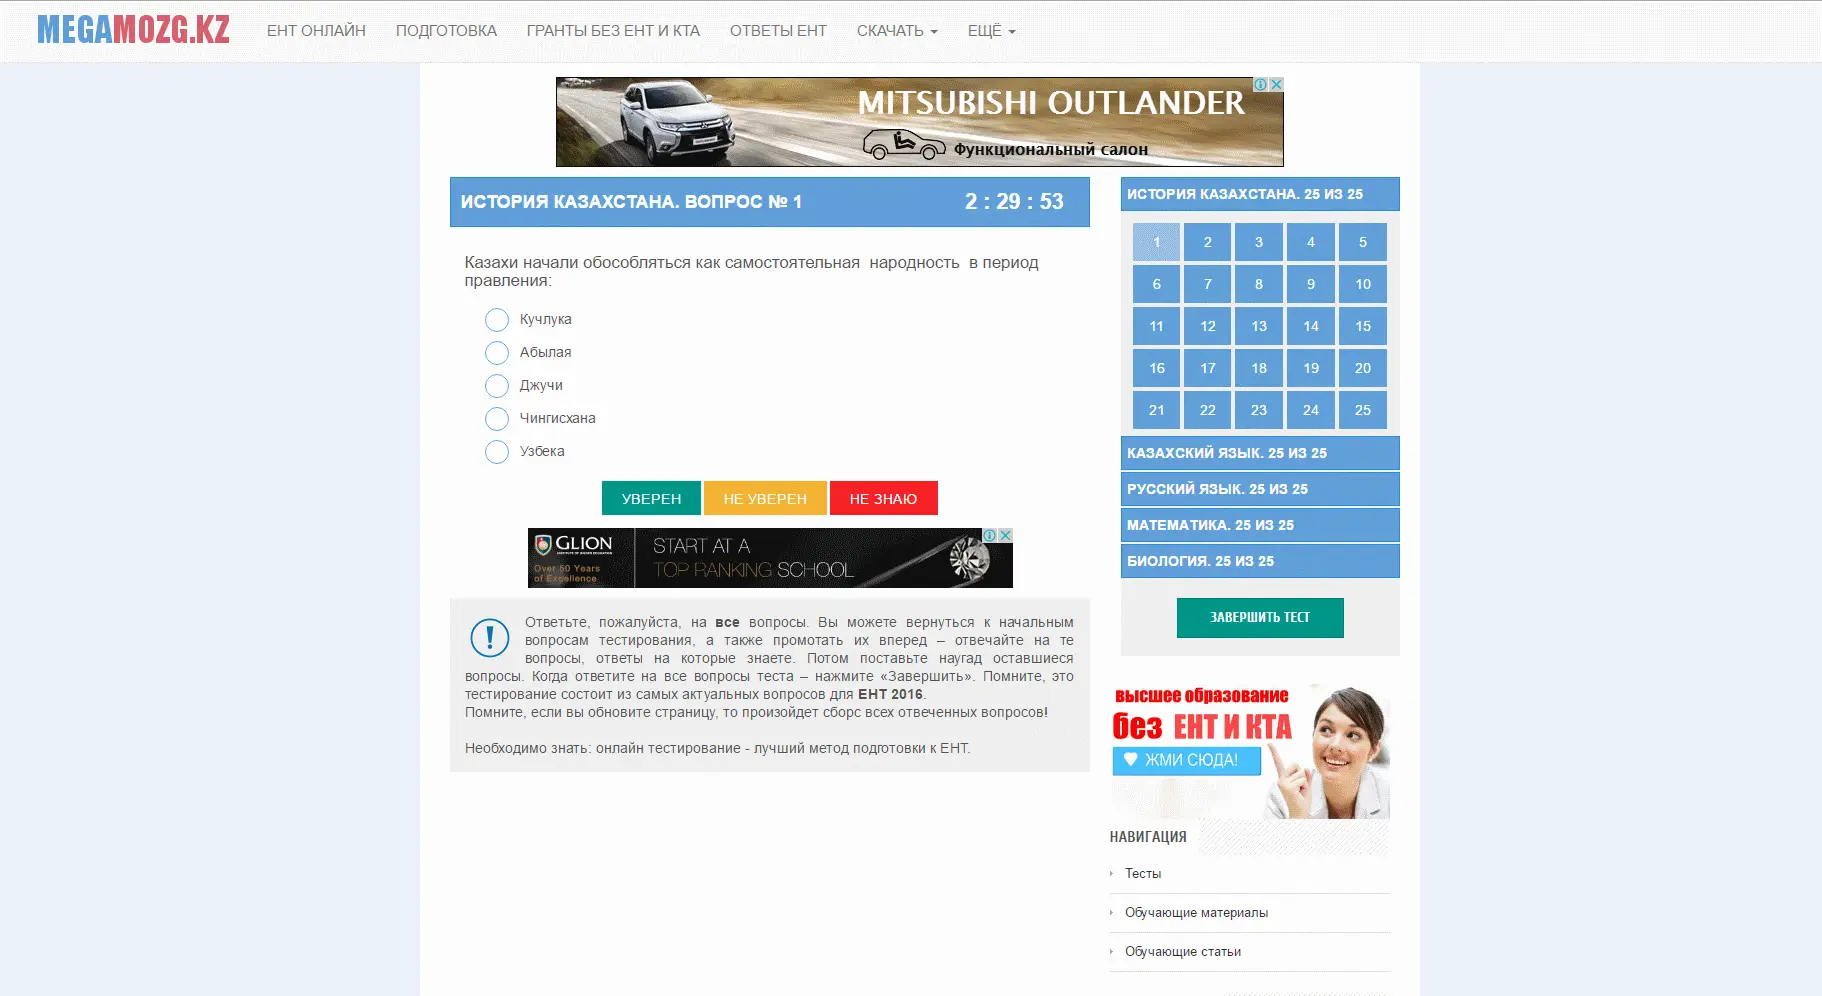 MEGAMOZG.KZ
ЕНТ ОНЛАЙН ПОДГОТОВКА ГРАНТЫ БЕЗ ЕНТ И КТА ОТВЕТЫ ЕНТ СКАЧАТЬ ЕЩЁ
MITSUBISHI OUTLANDER
Функциональный салон
ИСТОРИЯ КАЗАХСТАНА. ВОПРОС № 1 2 : 29 : 53
Казахи начали обособляться как самостоятельная народность в период
правления:
Кучлука
Абылая
Джучи
Чингисхана
Узбека
УВЕРЕН НЕ УВЕРЕН НЕ ЗНАЮ
GLION
INSTITUTE OF HIGHER EDUCATION
Over 50 Years
of Excellence
START AT A
TOP RANKING SCHOOL
Ответьте, пожалуйста, на все вопросы. Вы можете вернуться к начальным
вопросам тестирования, а также промотать их вперед – отвечайте на те
вопросы, ответы на которые знаете. Потом поставьте наугад оставшиеся
вопросы. Когда ответите на все вопросы теста – нажмите «Завершить». Помните, это
тестирование состоит из самых актуальных вопросов для ЕНТ 2016.
Помните, если вы обновите страницу, то произойдет сборс всех отвеченных вопросов!
Необходимо знать: онлайн тестирование - лучший метод подготовки к ЕНТ.
ИСТОРИЯ КАЗАХСТАНА. 25 ИЗ 25
1 2 3 4 5
6 7 8 9 10
11 12 13 14 15
16 17 18 19 20
21 22 23 24 25
КАЗАХСКИЙ ЯЗЫК. 25 ИЗ 25
РУССКИЙ ЯЗЫК. 25 ИЗ 25
МАТЕМАТИКА. 25 ИЗ 25
БИОЛОГИЯ. 25 ИЗ 25
ЗАВЕРШИТЬ ТЕСТ
высшее образование
без ЕНТ И КТА
ЖМИ СЮДА!
НАВИГАЦИЯ
Тесты
Обучающие материалы
Обучающие статьи